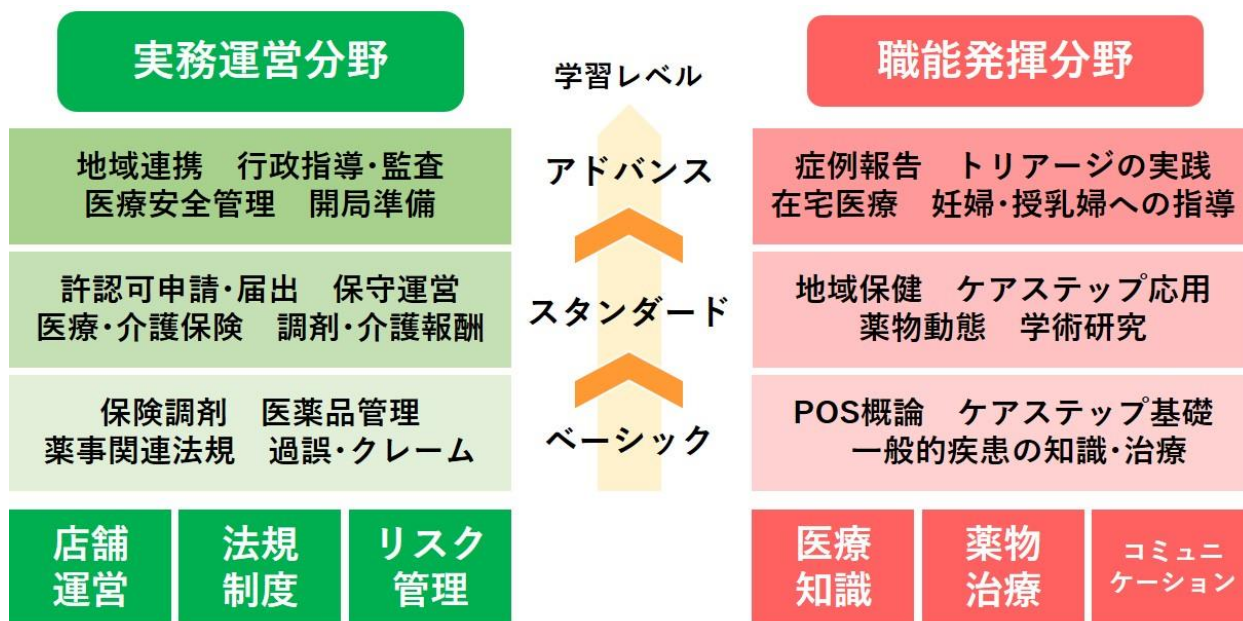 実務運営分野
地域連携　行政指導・監査
医療安全管理　開局準備
許認可申請・届出　保守運営
医療・介護保険　調剤・介護報酬
保険調剤　医薬品管理
薬事関連法規　過誤・クレーム
店舗
運営
法規
制度
リスク
管理
学習レベル
アドバンス
スタンダード
ベーシック
職能発揮分野
症例報告　トリアージの実践
在宅医療　妊婦・授乳婦への指導
地域保健　ケアステップ応用
薬物動態　学術研究
POS概論　ケアステップ基礎
一般的疾患の知識・治療
医療
知識
薬物
治療
コミュニ
ケーション